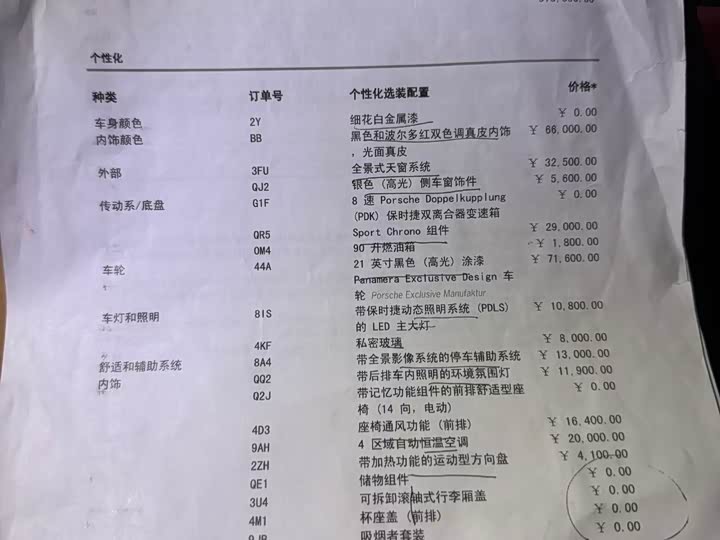 个性化
种类 订单号 个性化选装配置 价格*
车身颜色 2Y 细花白金属漆 ¥ 0.00
内饰颜色 BB 黑色和波尔多红双色调真皮内饰 ¥ 66,000.00
，光面真皮
外部 3FU 全景式天窗系统 ¥ 32,500.00
QJ2 银色 (高光) 侧车窗饰件 ¥ 5,600.00
传动系/底盘 G1F 8 速 Porsche Doppelkupplung ¥ 0.00
(PDK) 保时捷双离合器变速箱
QR5 Sport Chrono 组件 ¥ 29,000.00
0M4 90 升燃油箱 ¥ 1,800.00
车轮 44A 21 英寸黑色 (高光) 涂漆 ¥ 71,600.00
Panamera Exclusive Design 车
轮 Porsche Exclusive Manufaktur
车灯和照明 8IS 带保时捷动态照明系统 (PDLS) ¥ 10,800.00
的 LED 主大灯
4KF 私密玻璃 ¥ 8,000.00
舒适和辅助系统 8A4 带全景影像系统的停车辅助系统 ¥ 13,000.00
内饰 QQ2 带后排车内照明的环境氛围灯 ¥ 11,900.00
Q2J 带记忆功能组件的前排舒适型座 ¥ 0.00
椅 (14 向, 电动)
4D3 座椅通风功能 (前排) ¥ 16,400.00
9AH 4 区域自动恒温空调 ¥ 20,000.00
2ZH 带加热功能的运动型方向盘 ¥ 4,100.00
QE1 储物组件 ¥ 0.00
3U4 可拆卸滚轴式行李厢盖 ¥ 0.00
4M1 杯座盖 (前排) ¥ 0.00
9JB 吸烟者套装 ¥ 0.00